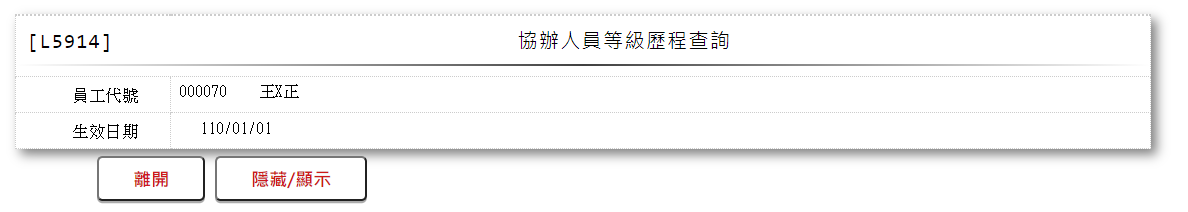 [L5914] 協辦人員等級歷程查詢
員工代號 000070 王X正
生效日期 110/01/01
離開 隱藏/顯示